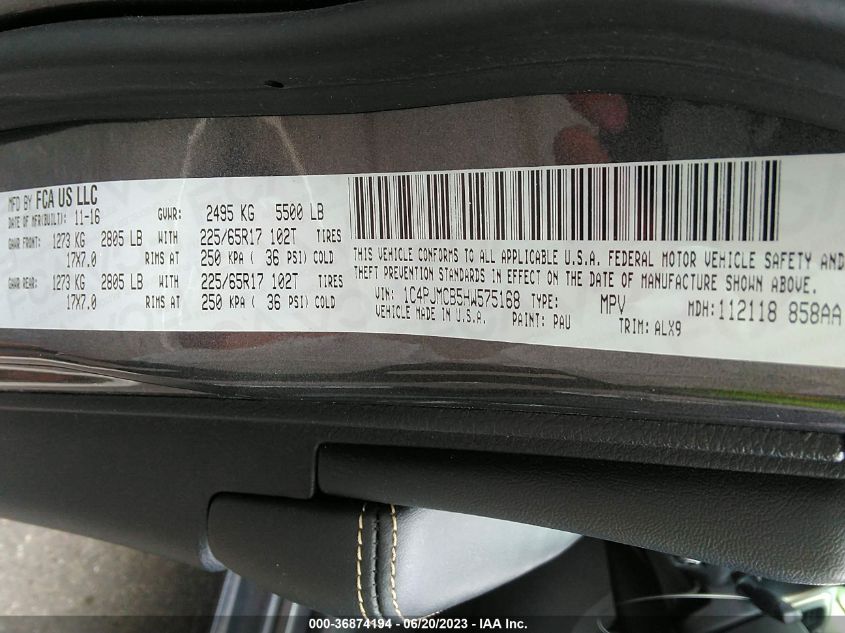 MFD BY FCA US LLC
DATE OF MFR(BUILT): 11-16 GVWR: 2495 KG 5500 LB
GAWR FRONT: 1273 KG 2805 LB WITH 225/65R17 102T TIRES
17X7.0 RIMS AT 250 KPA ( 36 PSI) COLD
GAWR REAR: 1273 KG 2805 LB WITH 225/65R17 102T TIRES
17X7.0 RIMS AT 250 KPA ( 36 PSI) COLD
THIS VEHICLE CONFORMS TO ALL APPLICABLE U.S.A. FEDERAL MOTOR VEHICLE SAFETY AND
THEFT PREVENTION STANDARDS IN EFFECT ON THE DATE OF MANUFACTURE SHOWN ABOVE.
VIN: 1C4PJMCB5HW575168 TYPE: MPV MDH:112118 858AA
VEHICLE MADE IN U.S.A. PAINT: PAU TRIM:ALX9
000-36874194 - 06/20/2023 - IAA Inc.